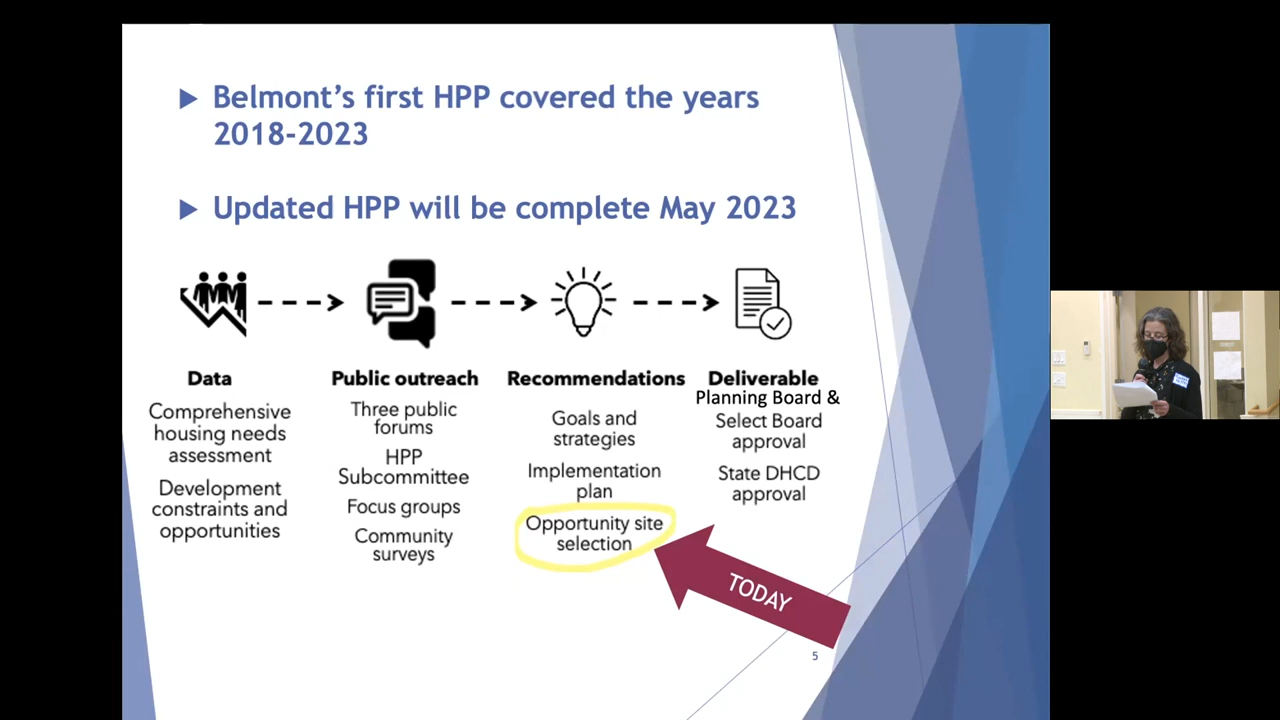 Belmont's first HPP covered the years
2018-2023
Updated HPP will be complete May 2023
Data
Comprehensive
housing needs
assessment
Development
constraints and
opportunities
Public outreach
Three public
forums
HPP
Subcommittee
Focus groups
Community
surveys
Recommendations
Goals and
strategies
Implementation
plan
Opportunity site
selection
Deliverable
Planning Board &
Select Board
approval
State DHCD
approval
TODAY
5